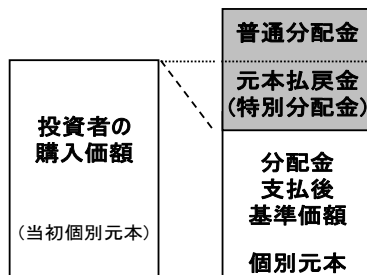 投資者の
購入価額
(当初個別元本)
普通分配金
元本払戻金
(特別分配金)
分配金
支払後
基準価額
個別元本